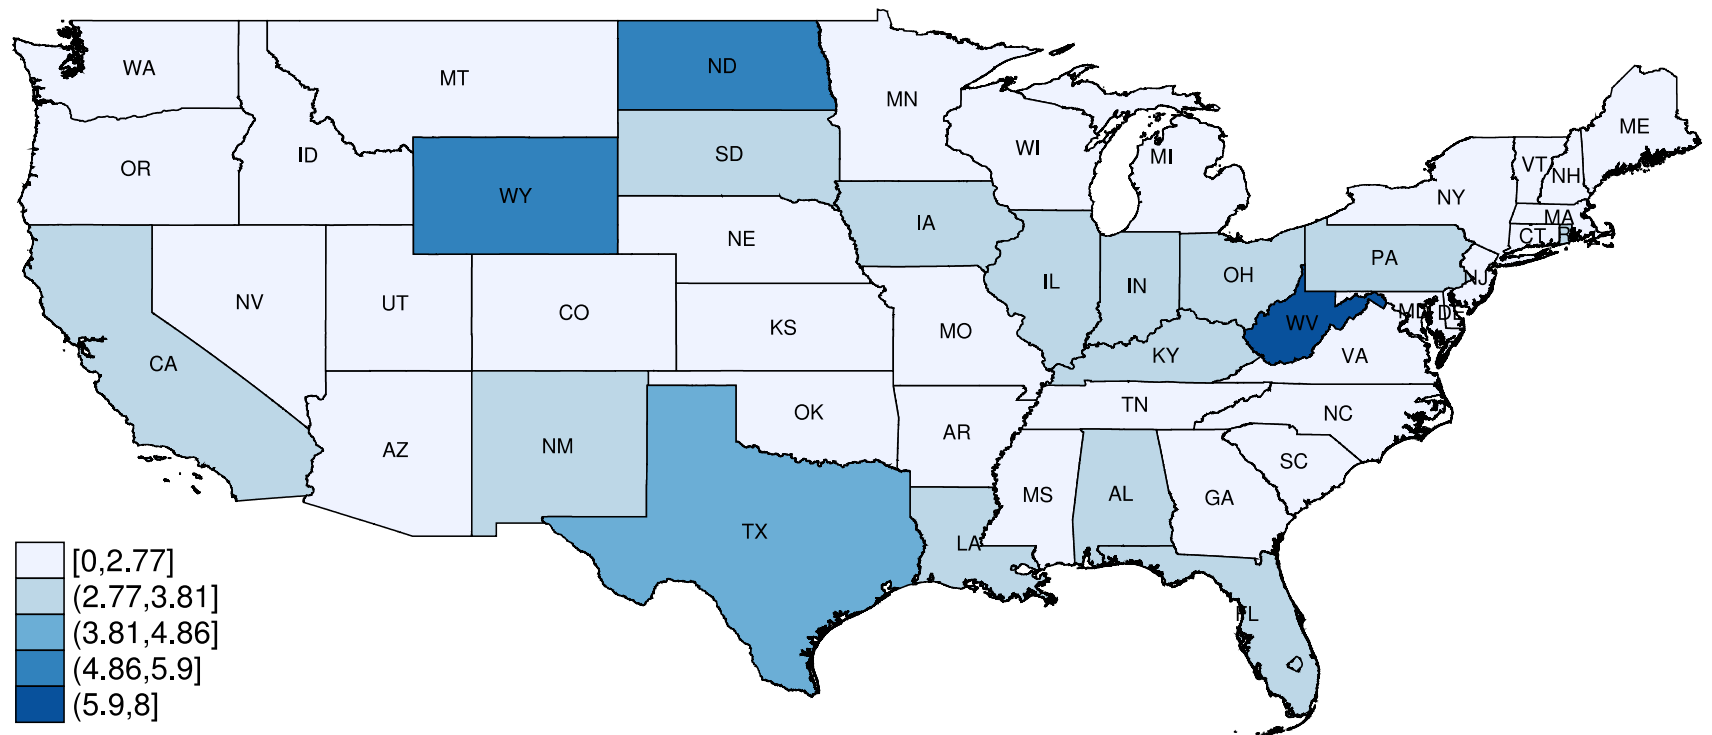 WA
MT
ND
MN
OR
ID
WY
SD
WI
MI
ME
VT
NH
NY
MA
CT
NE
IA
PA
NJ
NV
UT
CO
IL
IN
OH
KS
MO
WV
MD
DE
CA
KY
VA
AZ
NM
OK
AR
TN
NC
SC
TX
LA
MS
AL
GA
FL
[0,2.77]
(2.77,3.81]
(3.81,4.86]
(4.86,5.9]
(5.9,8]